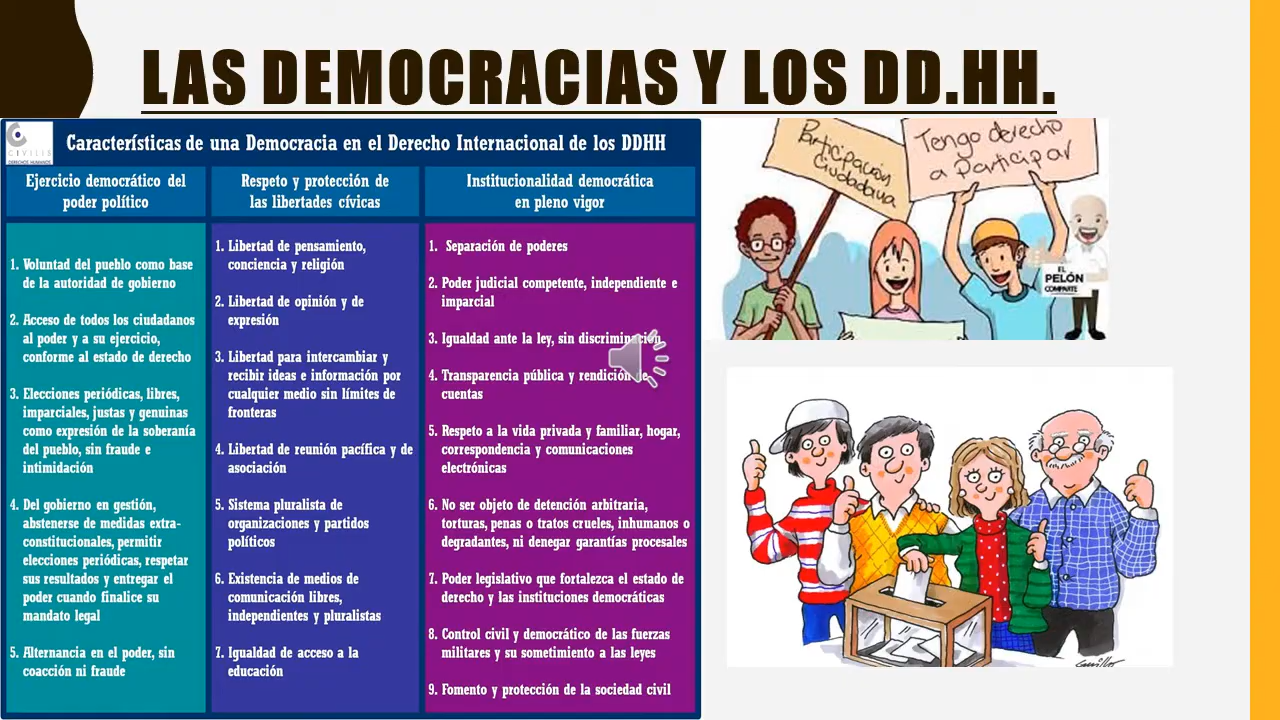 LAS DEMOCRACIAS Y LOS DD.HH.
CIVILIS
DERECHOS HUMANOS
Características de una Democracia en el Derecho Internacional de los DDHH
Ejercicio democrático del
poder político
1. Voluntad del pueblo como base
de la autoridad de gobierno
2. Acceso de todos los ciudadanos
al poder y a su ejercicio,
conforme al estado de derecho
3. Elecciones periódicas, libres,
imparciales, justas y genuinas
como expresión de la soberanía
del pueblo, sin fraude e
intimidación
4. Del gobierno en gestión,
abstenerse de medidas extra-
constitucionales, permitir
elecciones periódicas, respetar
sus resultados y entregar el
poder cuando finalice su
mandato legal
5. Alternancia en el poder, sin
coacción ni fraude
Respeto y protección de
las libertades cívicas
1. Libertad de pensamiento,
conciencia y religión
2. Libertad de opinión y de
expresión
3. Libertad para intercambiar y
recibir ideas e información por
cualquier medio sin límites de
fronteras
4. Libertad de reunión pacífica y de
asociación
5. Sistema pluralista de
organizaciones y partidos
políticos
6. Existencia de medios de
comunicación libres,
independientes y pluralistas
7. Igualdad de acceso a la
educación
Institucionalidad democrática
en pleno vigor
1. Separación de poderes
2. Poder judicial competente, independiente e
imparcial
3. Igualdad ante la ley, sin discriminación
4. Transparencia pública y rendición de
cuentas
5. Respeto a la vida privada y familiar, hogar,
correspondencia y comunicaciones
electrónicas
6. No ser objeto de detención arbitraria,
torturas, penas o tratos crueles, inhumanos o
degradantes, ni denegar garantías procesales
7. Poder legislativo que fortalezca el estado de
derecho y las instituciones democráticas
8. Control civil y democrático de las fuerzas
militares y su sometimiento a las leyes
9. Fomento y protección de la sociedad civil
Participación
Ciudadana
Tengo derecho
a participar
EL
PELÓN
COMPARTE